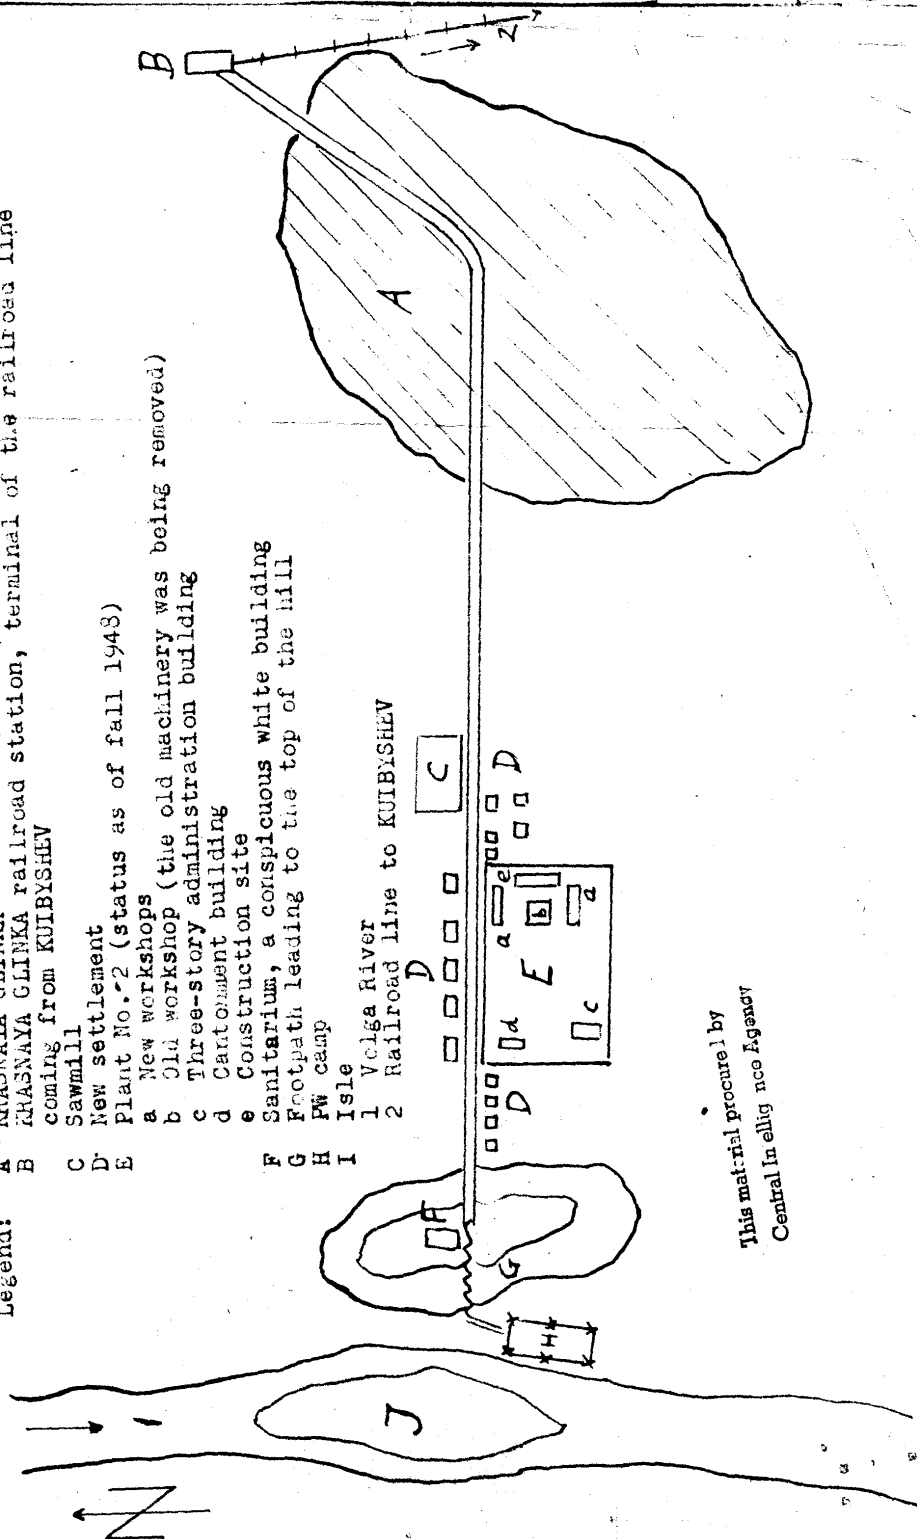 Legend:
A KRASNAYA GLINKA
B KRASNAYA GLINKA railroad station, terminal of the railroad line
coming from KUIBYSHEV
C Sawmill
D New settlement
E Plant No. 2 (status as of fall 1948)
a New workshops
b Old workshop (the old machinery was being removed)
c Three-story administration building
d Cantonment building
e Construction site
F Sanitarium, a conspicuous white building
G Footpath leading to the top of the hill
H PW camp
I Isle
1 Volga River
2 Railroad line to KUIBYSHEV
B
2
A
C
D
D
D
E
a
e
b
a
d
c
F
G
H
J
1
N
This material procured by
Central Intelligence Agency